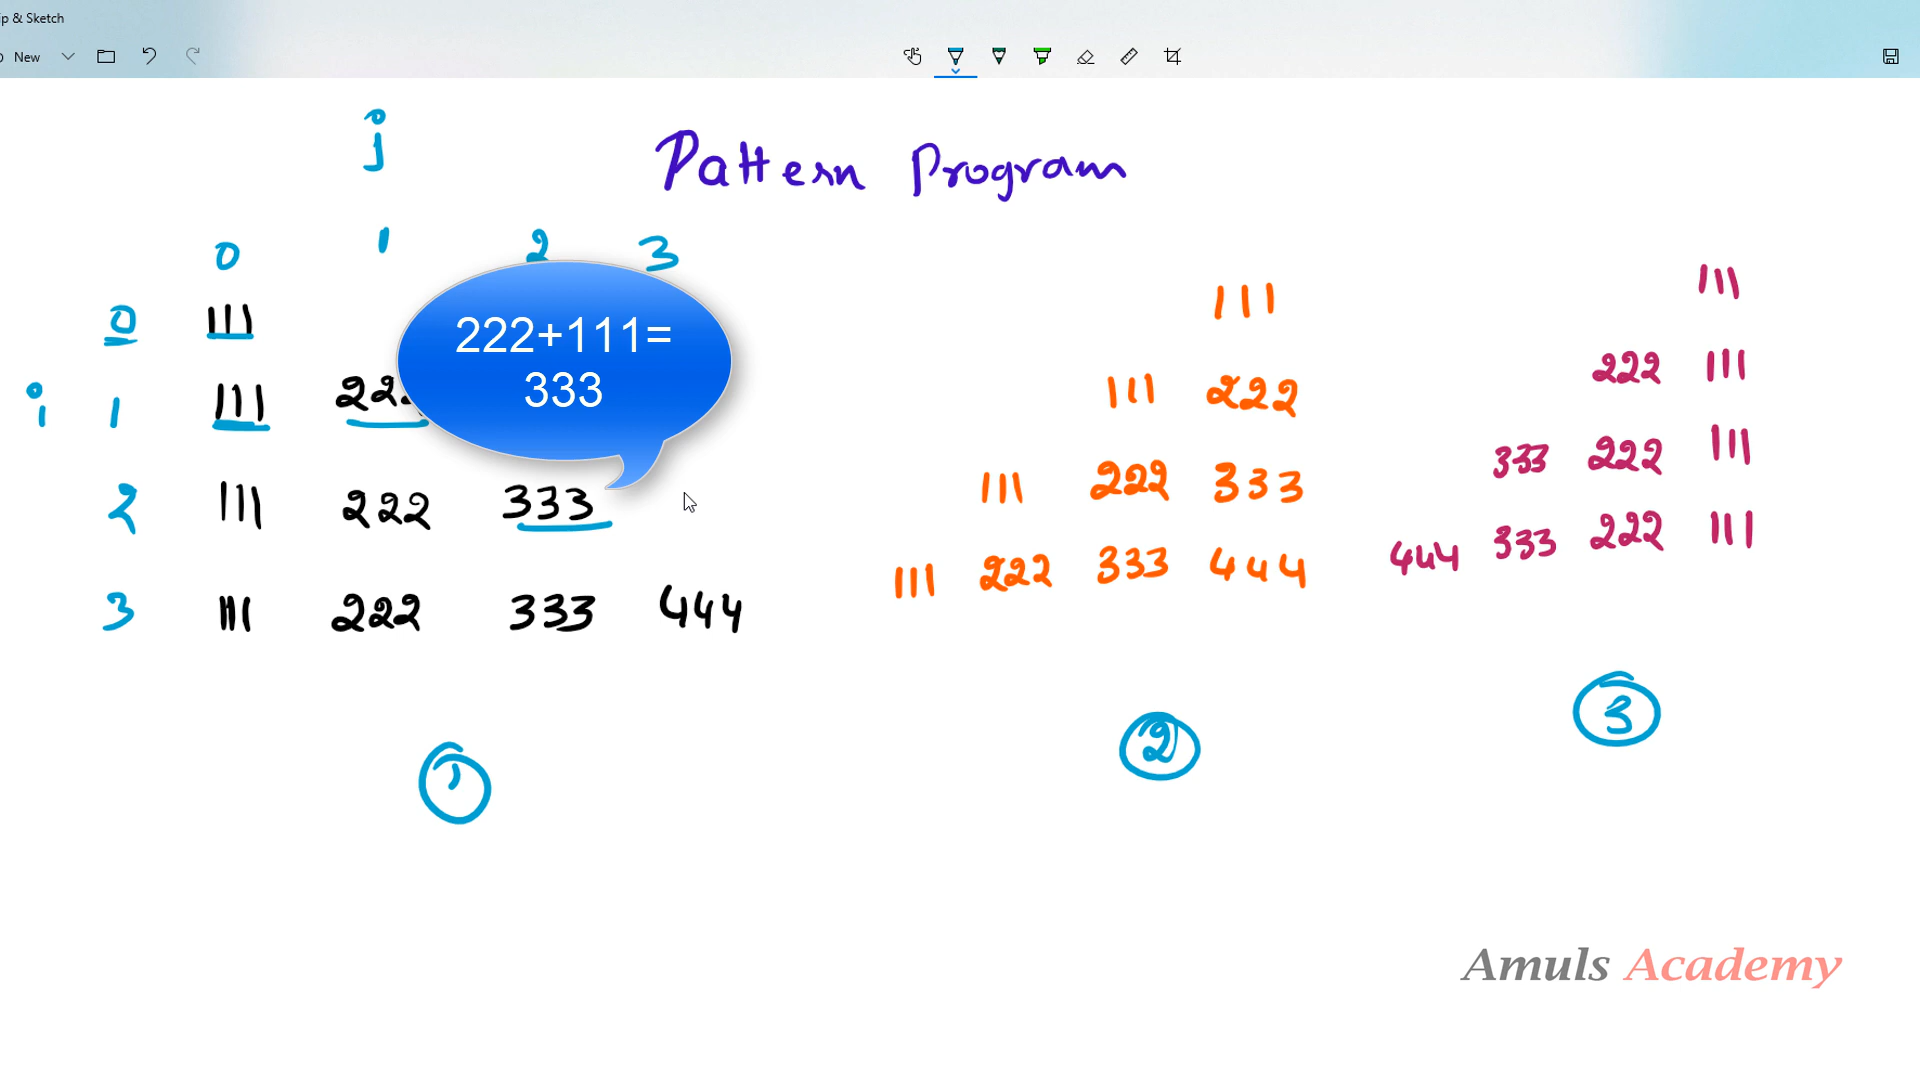 ip & Sketch
New
Pattern Program
j
0 1 2 3
0 111
i 1 111 22
2 111 222 333
3 111 222 333 444
222+111=
333
1
111
111 222
111 222 333
111 222 333 444
2
111
222 111
333 222 111
444 333 222 111
3
Amuls Academy